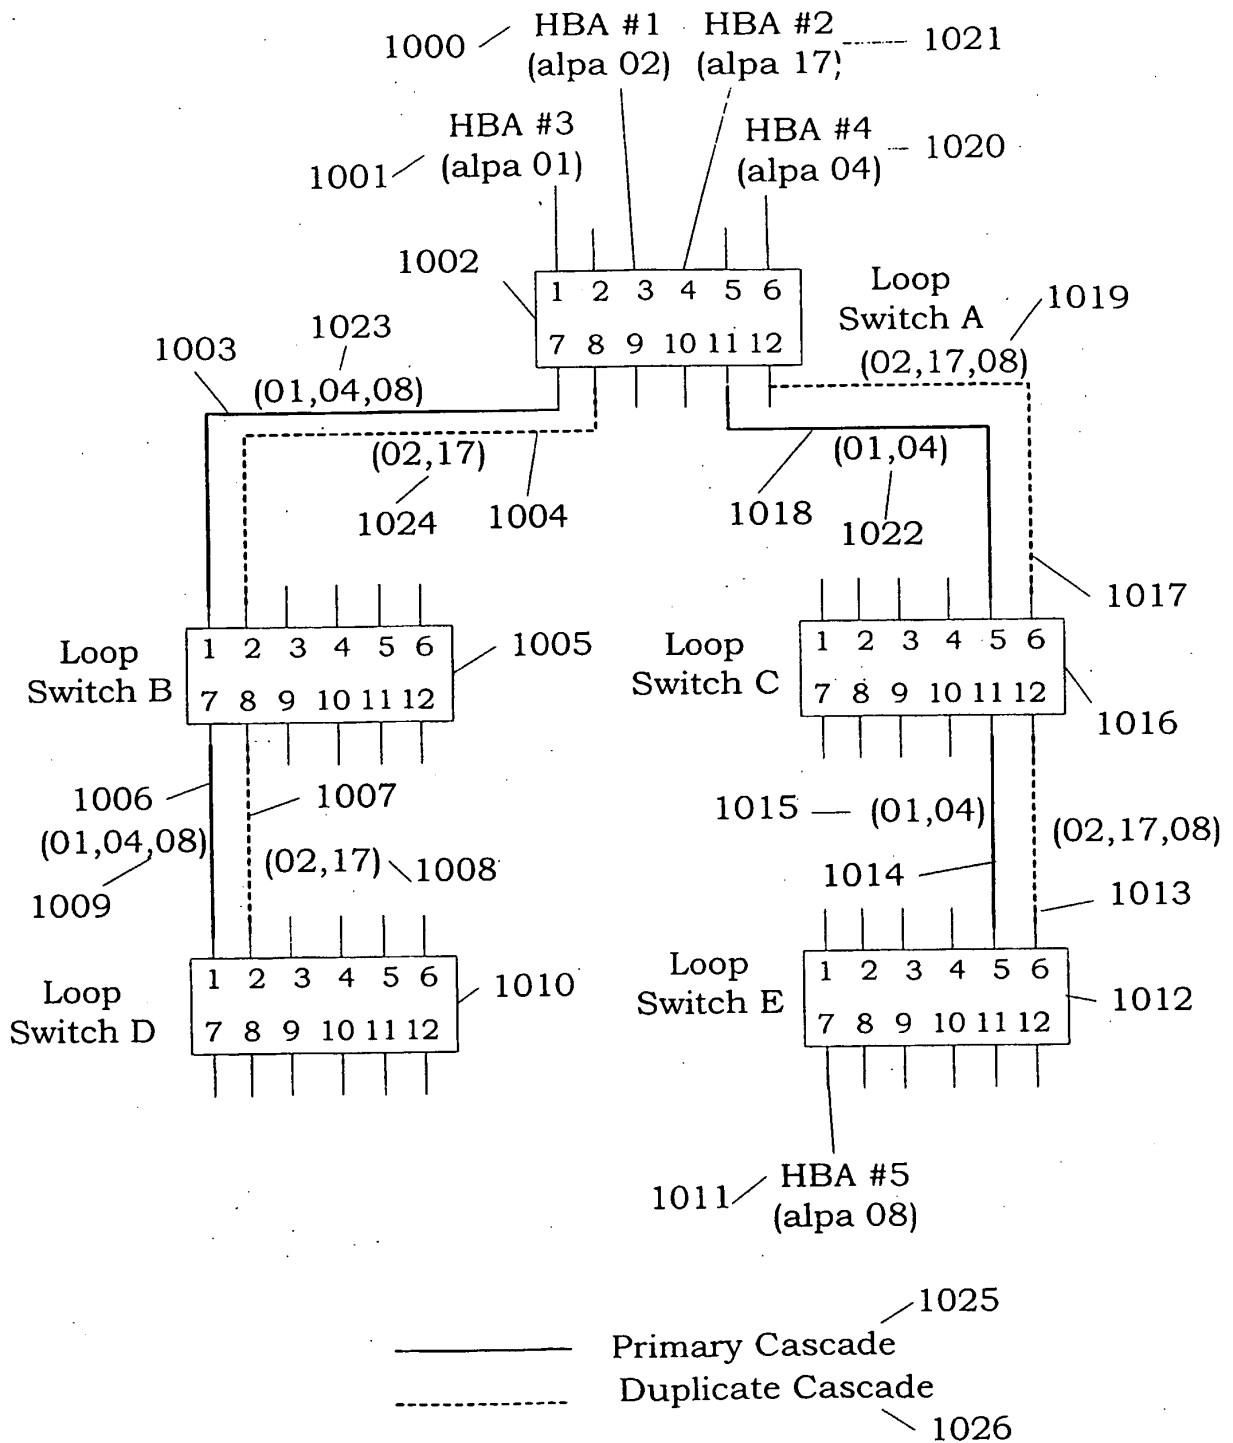 1000
HBA #1 HBA #2
(alpa 02) (alpa 17)
1021
HBA #3
(alpa 01)
1001
HBA #4
(alpa 04)
1020
1002
1 2 3 4 5 6
7 8 9 10 11 12
Loop
Switch A
1019
(02,17,08)
1003
1023
(01,04,08)
(02,17)
1024
1004
(01,04)
1018
1022
1017
Loop
Switch B
1 2 3 4 5 6
7 8 9 10 11 12
1005
Loop
Switch C
1 2 3 4 5 6
7 8 9 10 11 12
1016
1006
(01,04,08)
1009
1007
(02,17)
1008
1015
(01,04)
(02,17,08)
1014
1013
Loop
Switch D
1 2 3 4 5 6
7 8 9 10 11 12
1010
Loop
Switch E
1 2 3 4 5 6
7 8 9 10 11 12
1012
1011
HBA #5
(alpa 08)
1025
Primary Cascade
Duplicate Cascade
1026